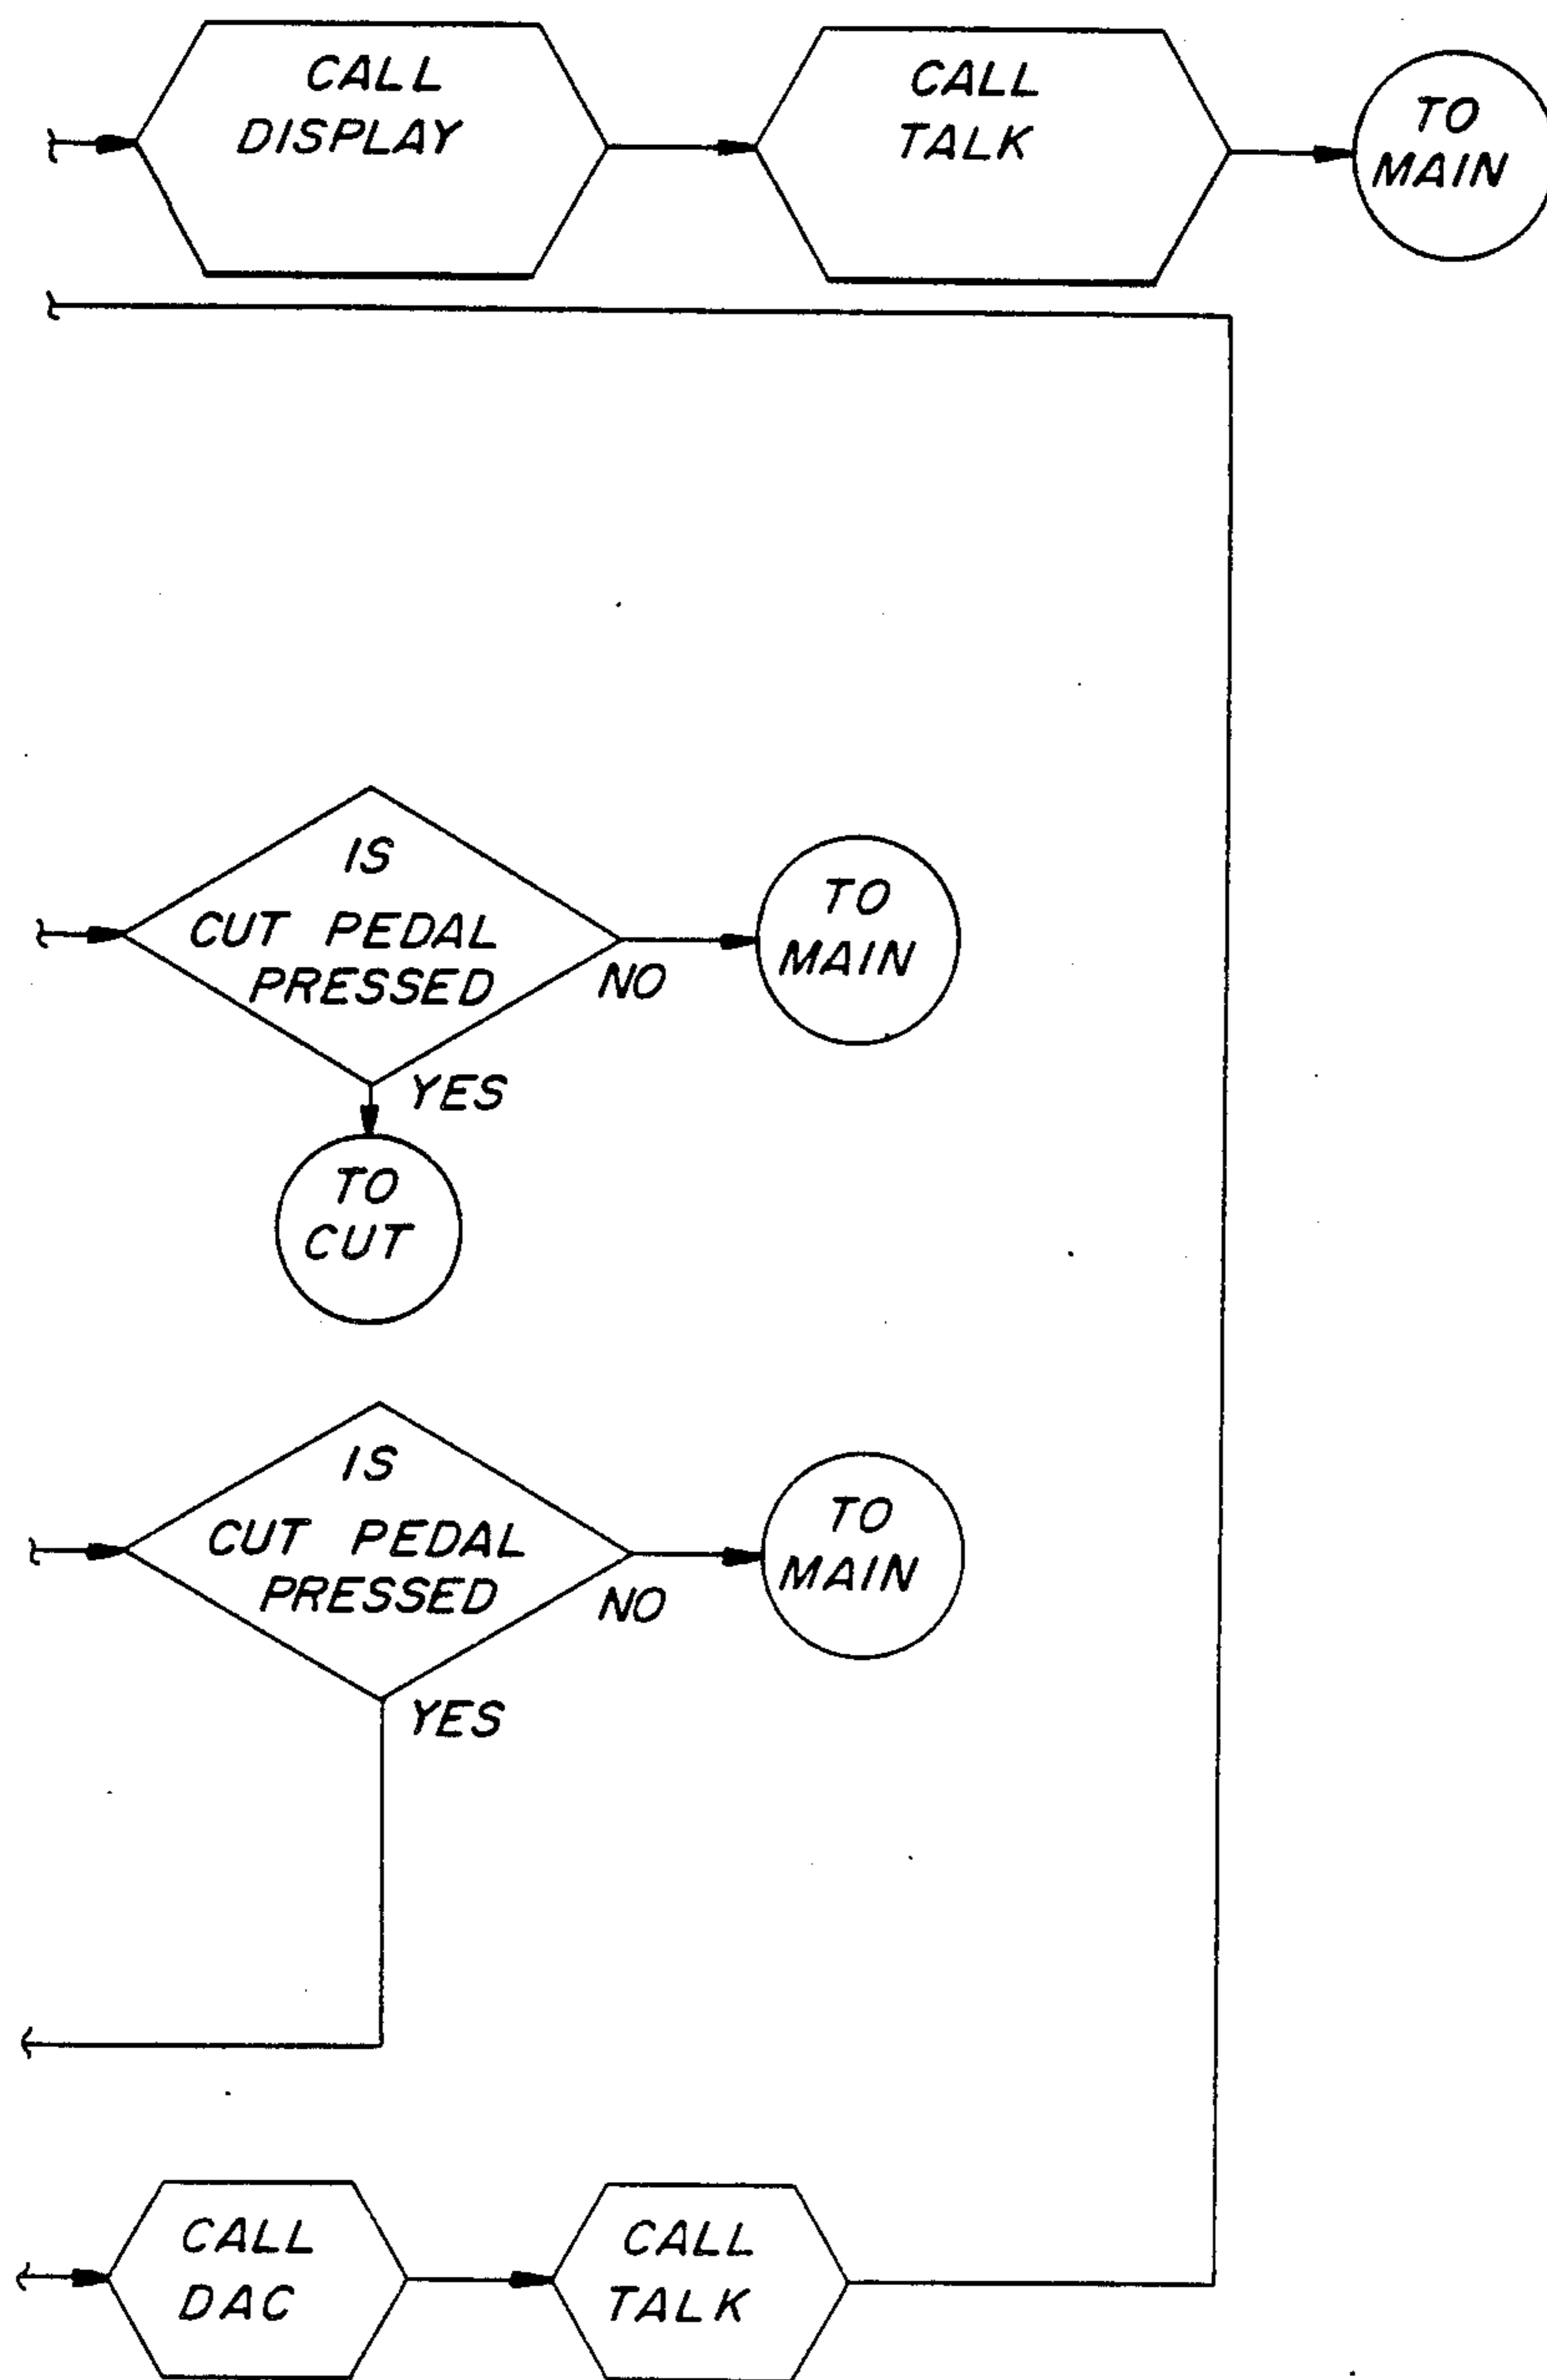 CALL
DISPLAY
CALL
TALK
TO
MAIN
IS
CUT PEDAL
PRESSED
NO
TO
MAIN
YES
TO
CUT
IS
CUT PEDAL
PRESSED
NO
TO
MAIN
YES
CALL
DAC
CALL
TALK